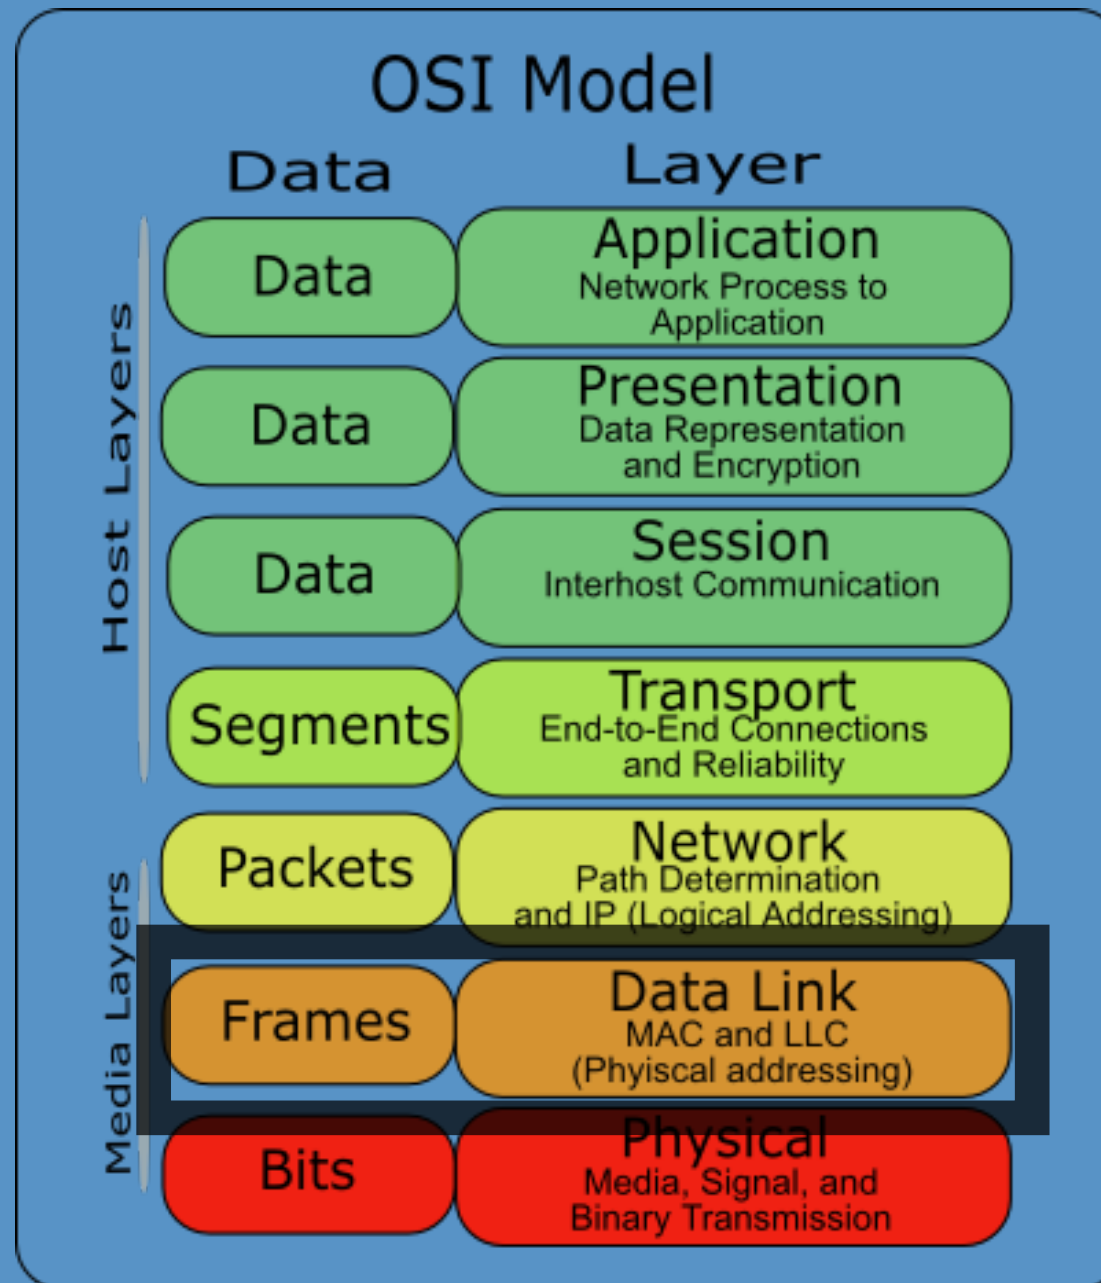 OSI Model
Data Layer
Host Layers
Data
Application
Network Process to
Application
Data
Presentation
Data Representation
and Encryption
Data
Session
Interhost Communication
Segments
Transport
End-to-End Connections
and Reliability
Media Layers
Packets
Network
Path Determination
and IP (Logical Addressing)
Frames
Data Link
MAC and LLC
(Phyiscal addressing)
Bits
Physical
Media, Signal, and
Binary Transmission